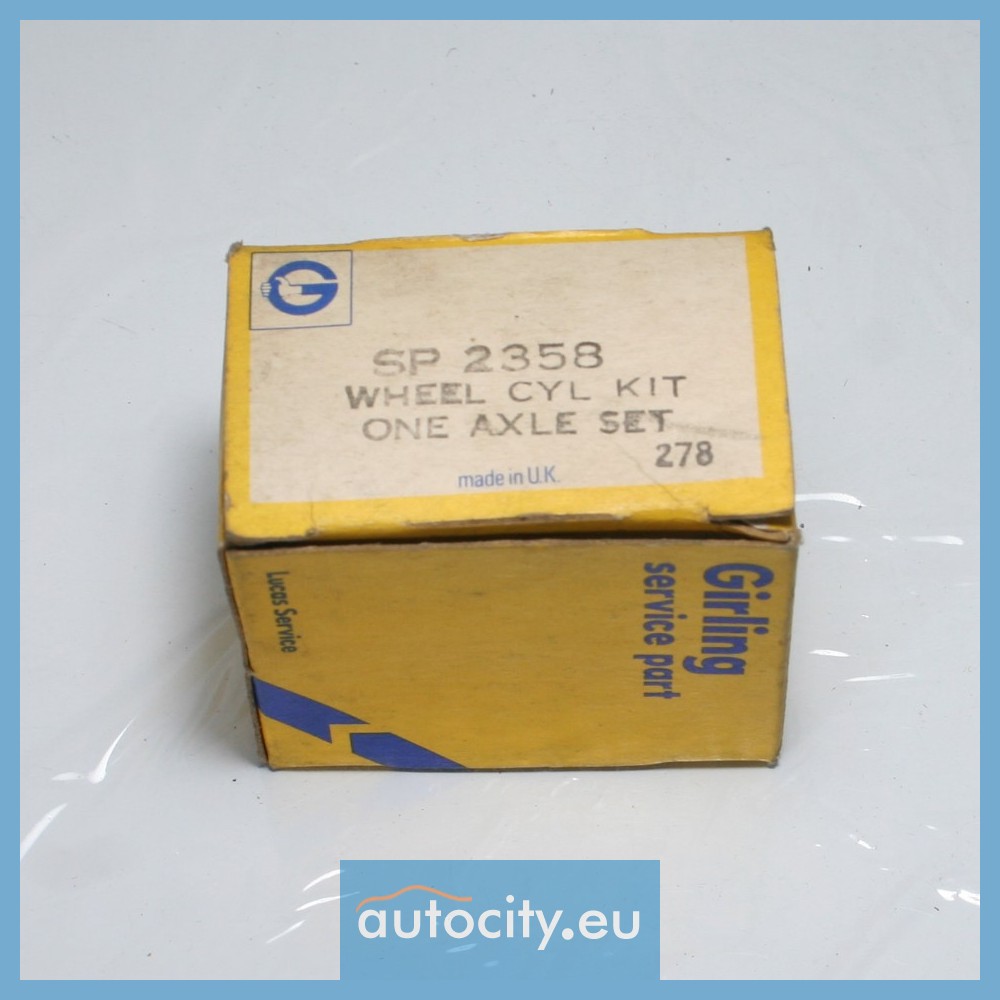 G
SP 2358
WHEEL CYL KIT
ONE AXLE SET
278
made in U.K.
Girling
service part
Lucas Service
autocity.eu